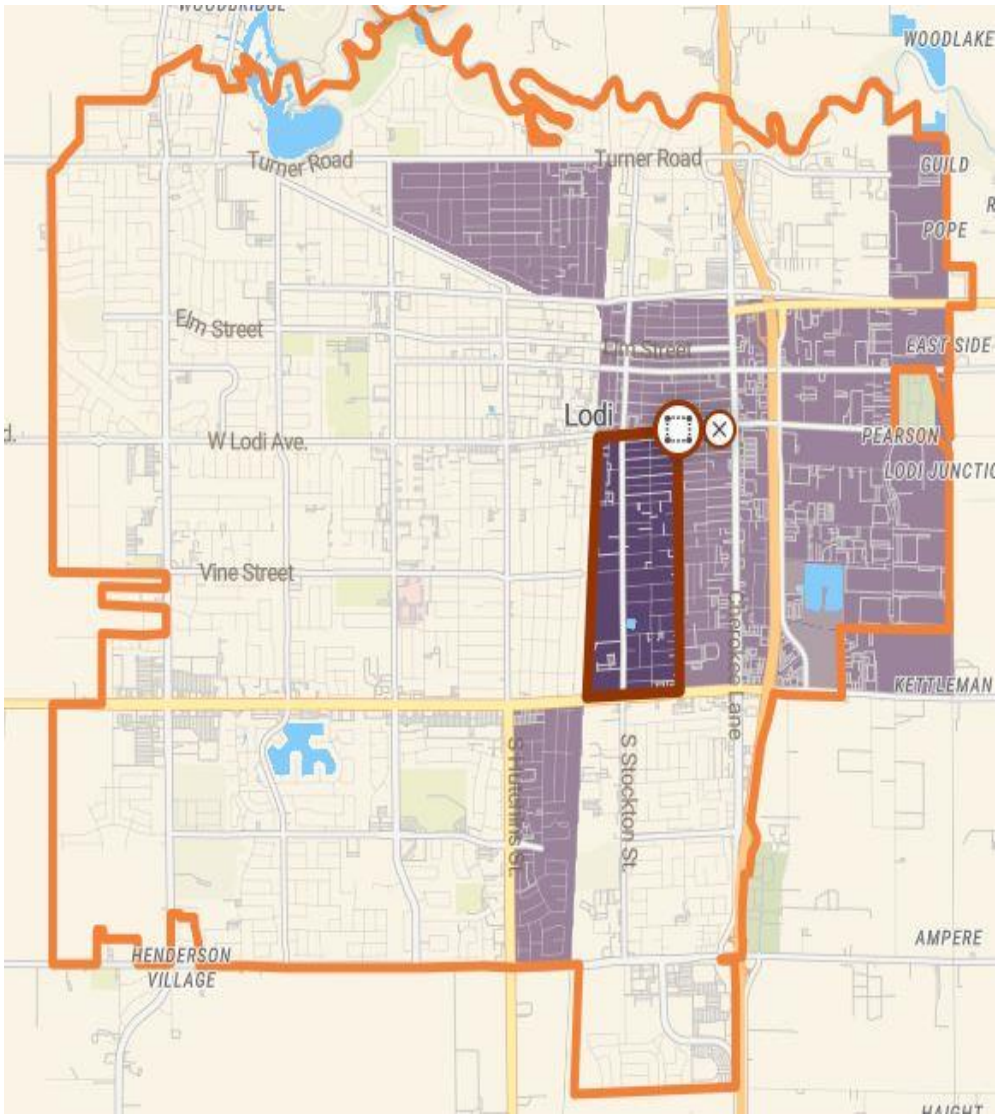 WOODBRIDGE
WOODLAKE
Turner Road
Turner Road
GUILD
POPE
R
Elm Street
Elm Street
EAST SIDE
Lodi
d.
W Lodi Ave.
PEARSON
LODI JUNCTIO
Vine Street
Cherokee Lane
KETTLEMAN
S Hutchins St.
S Stockton St.
AMPERE
HENDERSON
VILLAGE
HAIGHT